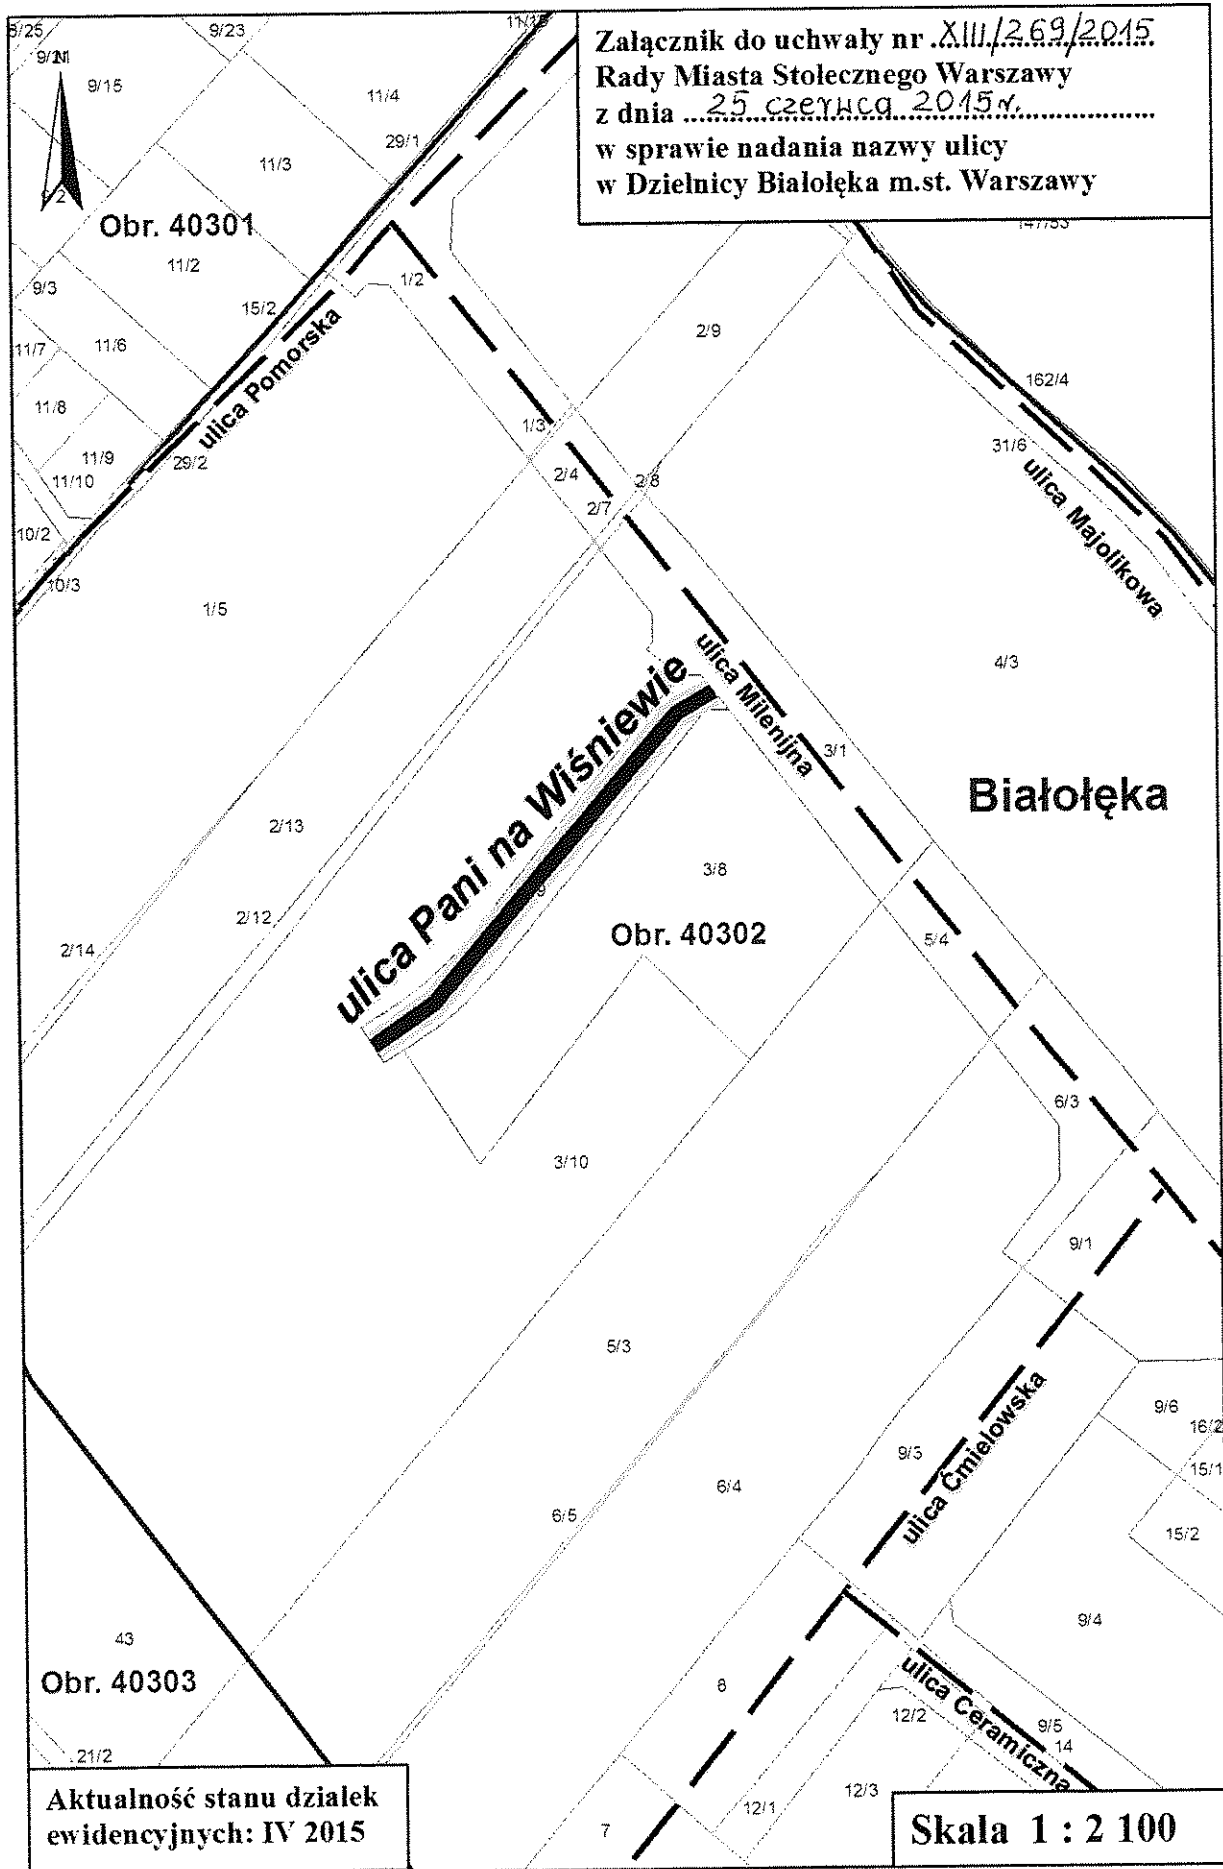 Załącznik do uchwały nr XIII/269/2015
Rady Miasta Stołecznego Warszawy
z dnia 25 czerwca 2015 r.
w sprawie nadania nazwy ulicy
w Dzielnicy Białołęka m.st. Warszawy
9/23
N
9/15
11/4
29/1
11/3
Obr. 40301
11/2
1/2
9/3
15/2
2/9
11/7
11/6
ulica Pomorska
162/4
11/8
1/3
31/6
11/9
29/2
2/4
11/10
2/8
2/7
ulica Majolikowa
10/2
10/3
1/5
4/3
ulica Milenijna
ulica Pani na Wiśniewie
3/1
Białołęka
2/13
3/8
9
2/12
Obr. 40302
5/4
2/14
6/3
3/10
9/1
5/3
ulica Ćmielowska
9/6
16/2
9/3
15/1
6/4
6/5
15/2
9/4
43
Obr. 40303
8
ulica Ceramiczna
12/2
9/5
14
21/2
12/3
12/1
7
Aktualność stanu działek
ewidencyjnych: IV 2015
Skala 1 : 2 100